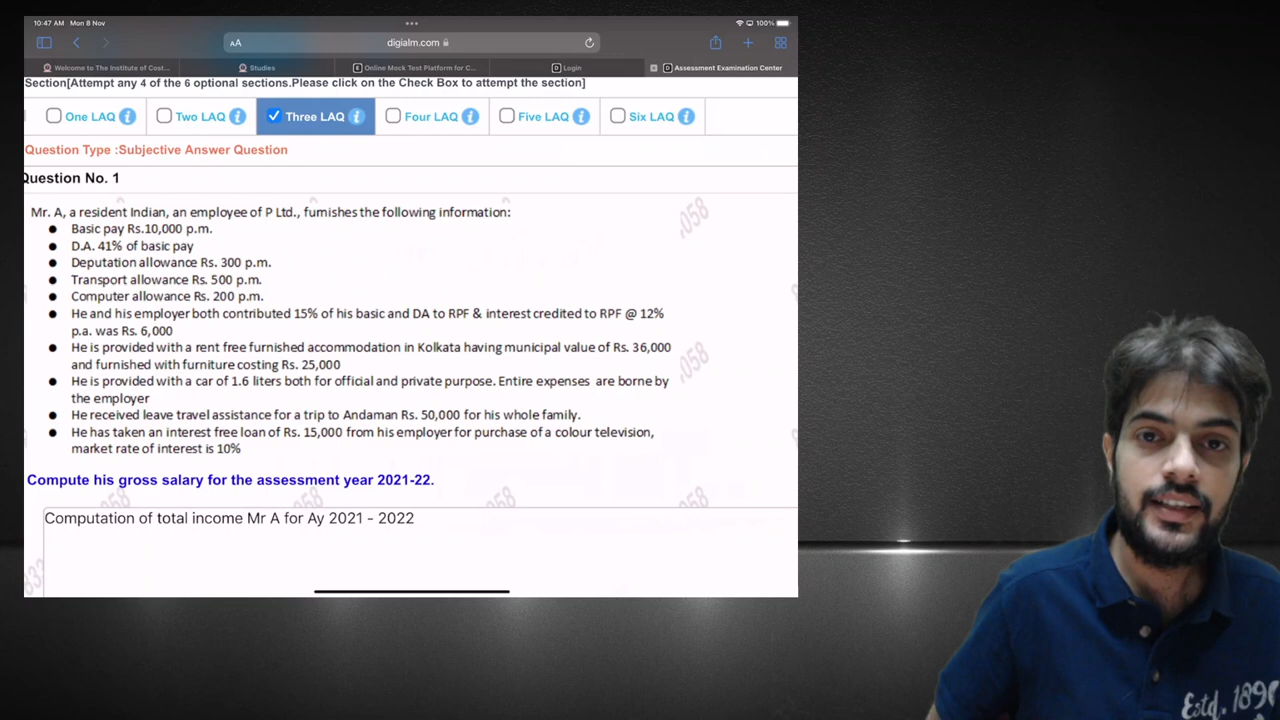 10:47 AM Mon 8 Nov
100%
AA
digialm.com
Welcome to The Institute of Cost...
Studies
Online Mock Test Platform for C...
Login
Assessment Examination Center
Section[Attempt any 4 of the 6 optional sections.Please click on the Check Box to attempt the section]
One LAQ i Two LAQ i Three LAQ i Four LAQ i Five LAQ i Six LAQ i
Question Type :Subjective Answer Question
Question No. 1
Mr. A, a resident Indian, an employee of P Ltd., furnishes the following information:
● Basic pay Rs.10,000 p.m.
● D.A. 41% of basic pay
● Deputation allowance Rs. 300 p.m.
● Transport allowance Rs. 500 p.m.
● Computer allowance Rs. 200 p.m.
● He and his employer both contributed 15% of his basic and DA to RPF & interest credited to RPF @ 12%
p.a. was Rs. 6,000
● He is provided with a rent free furnished accommodation in Kolkata having municipal value of Rs. 36,000
and furnished with furniture costing Rs. 25,000
● He is provided with a car of 1.6 liters both for official and private purpose. Entire expenses are borne by
the employer
● He received leave travel assistance for a trip to Andaman Rs. 50,000 for his whole family.
● He has taken an interest free loan of Rs. 15,000 from his employer for purchase of a colour television,
market rate of interest is 10%
Compute his gross salary for the assessment year 2021-22.
Computation of total income Mr A for Ay 2021 - 2022
Estd. 1890